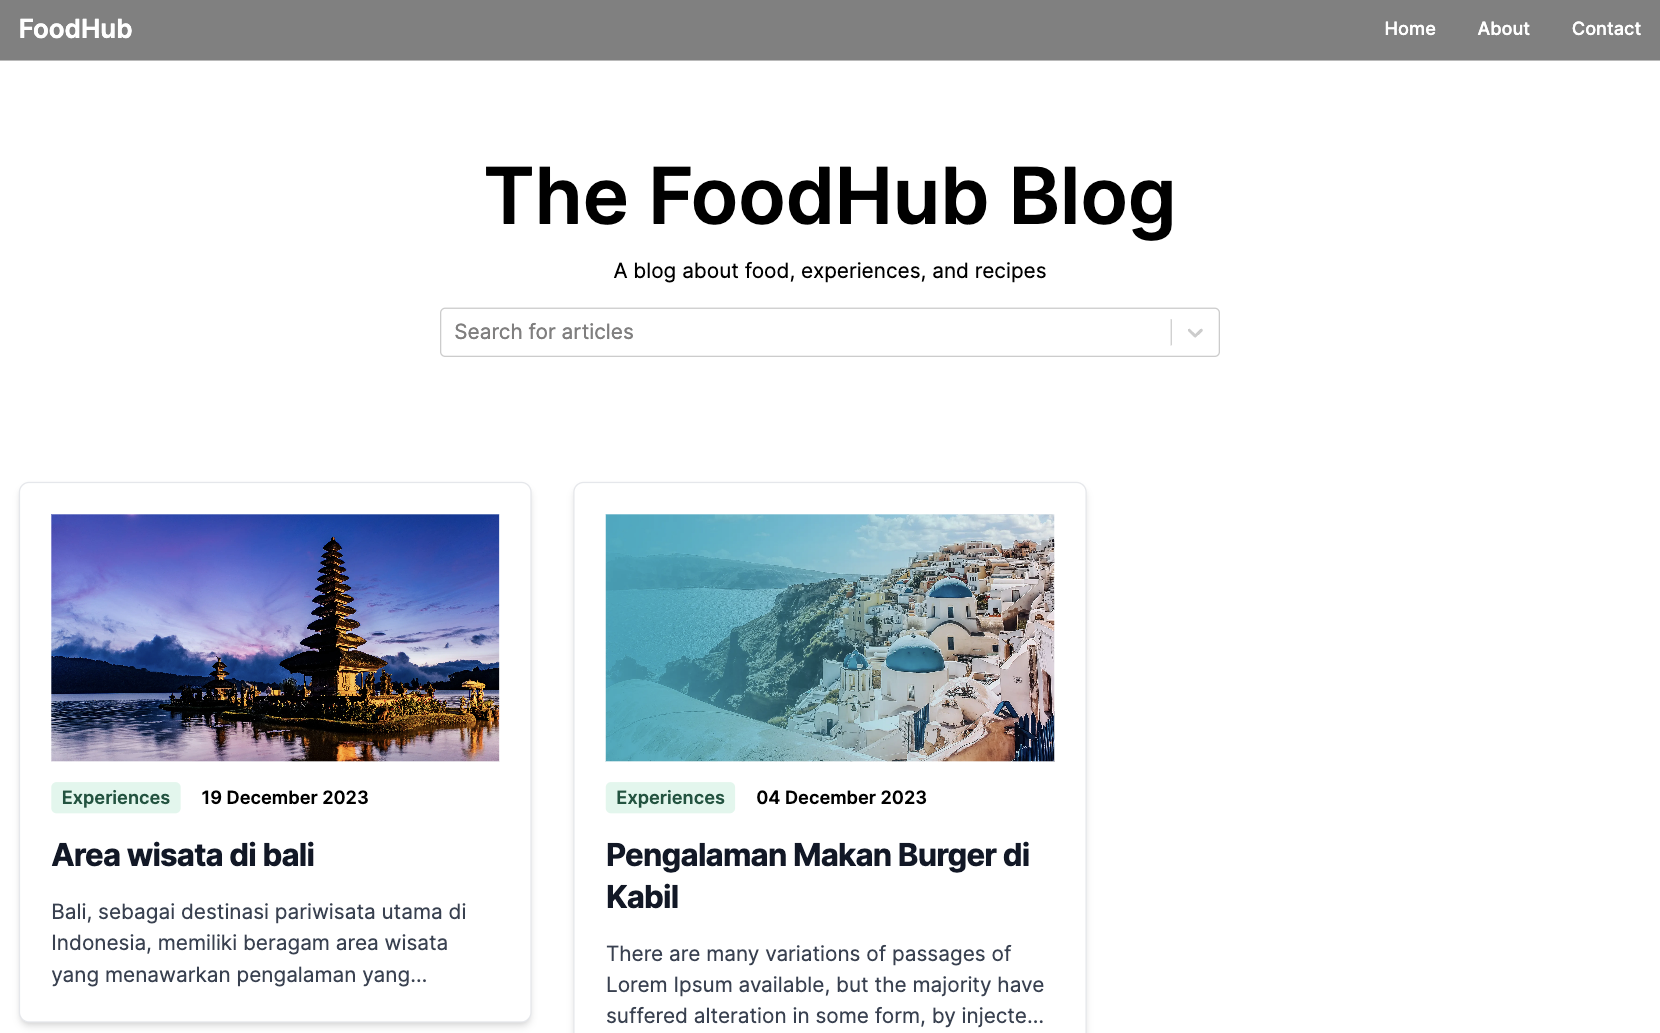 FoodHub
Home
About
Contact
The FoodHub Blog
A blog about food, experiences, and recipes
Search for articles
Experiences
19 December 2023
Area wisata di bali
Bali, sebagai destinasi pariwisata utama di
Indonesia, memiliki beragam area wisata
yang menawarkan pengalaman yang...
Experiences
04 December 2023
Pengalaman Makan Burger di
Kabil
There are many variations of passages of
Lorem Ipsum available, but the majority have
suffered alteration in some form, by injecte...